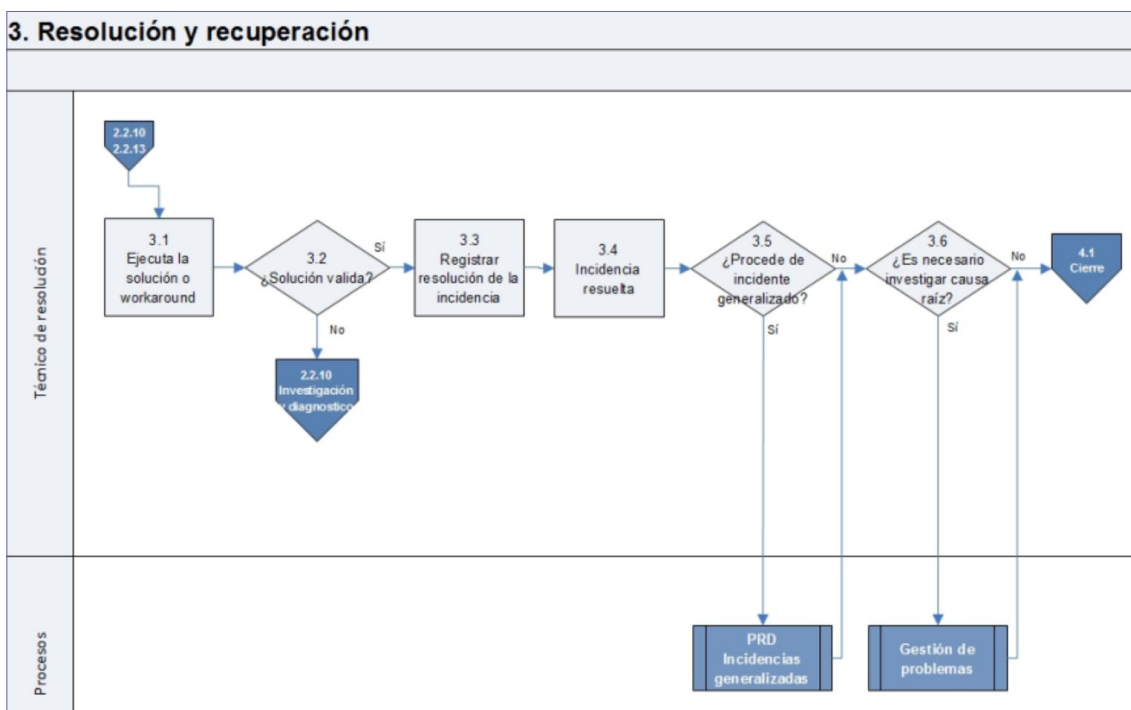 3. Resolución y recuperación
Técnico de resolución
2.2.10
2.2.13
3.1
Ejecuta la
solución o
workaround
3.2
¿Solución valida?
Sí
No
2.2.10
Investigación
y diagnostico
3.3
Registrar
resolución de la
incidencia
3.4
Incidencia
resuelta
3.5
¿Procede de
incidente
generalizado?
No
Sí
3.6
¿Es necesario
investigar causa
raíz?
No
Sí
4.1
Cierre
Procesos
PRD
Incidencias
generalizadas
Gestión de
problemas